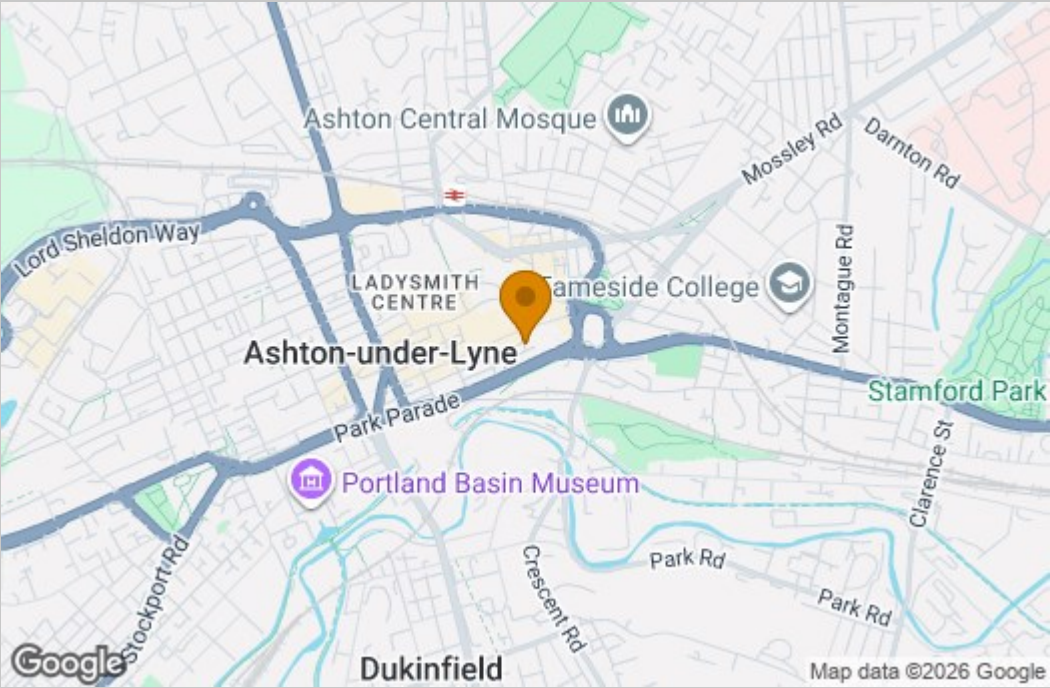 Ashton Central Mosque
Mossley Rd
Darnton Rd
Lord Sheldon Way
Montague Rd
LADYSMITH
CENTRE
Tameside College
Ashton-under-Lyne
Stamford Park
Park Parade
Clarence St
Portland Basin Museum
Stockport Rd
Crescent Rd
Park Rd
Park Rd
Dukinfield
Google
Map data ©2026 Google